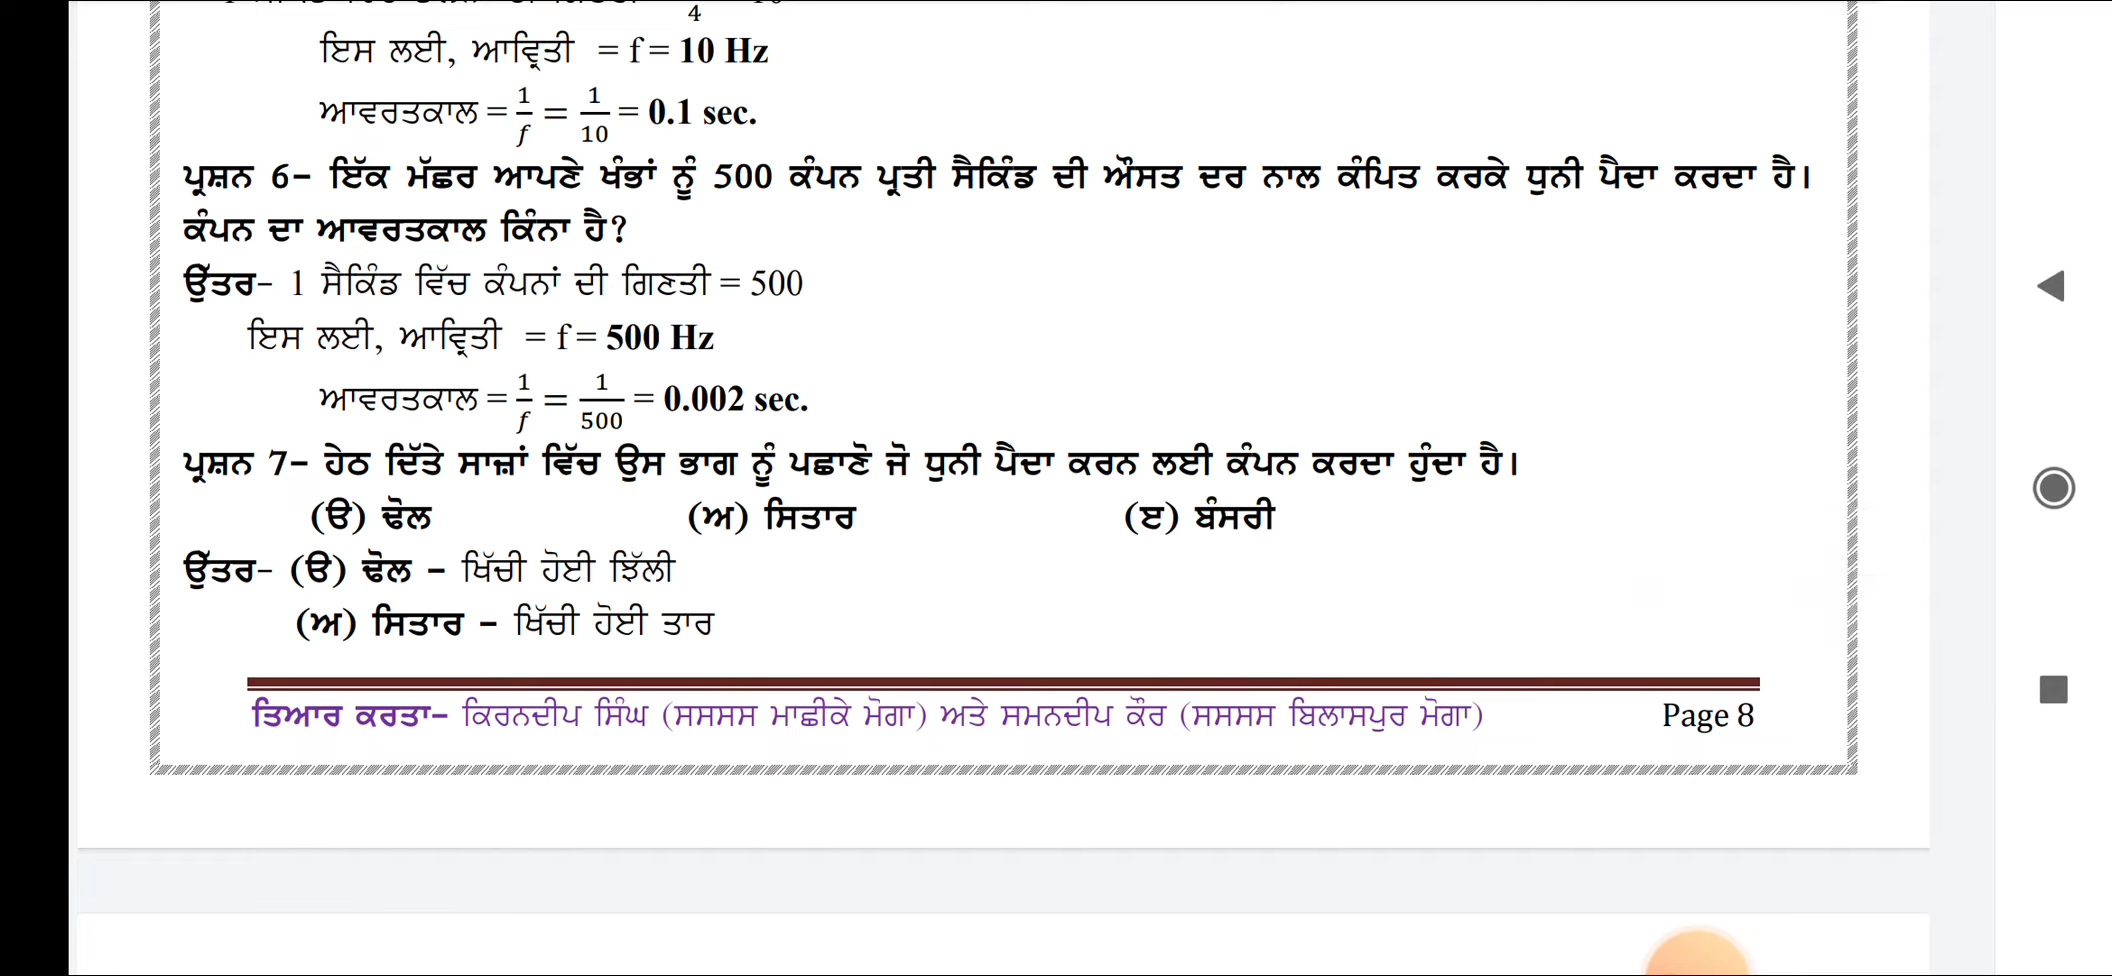 4
ਇਸ ਲਈ, ਆਵ੍ਰਿਤੀ = f = 10 Hz
ਆਵਰਤਕਾਲ = 1/f = 1/10 = 0.1 sec.
ਪ੍ਰਸ਼ਨ 6– ਇੱਕ ਮੱਛਰ ਆਪਣੇ ਖੰਭਾਂ ਨੂੰ 500 ਕੰਪਨ ਪ੍ਰਤੀ ਸੈਕਿੰਡ ਦੀ ਔਸਤ ਦਰ ਨਾਲ ਕੰਪਿਤ ਕਰਕੇ ਧੁਨੀ ਪੈਦਾ ਕਰਦਾ ਹੈ।
ਕੰਪਨ ਦਾ ਆਵਰਤਕਾਲ ਕਿੰਨਾ ਹੈ?
ਉੱਤਰ– 1 ਸੈਕਿੰਡ ਵਿੱਚ ਕੰਪਨਾਂ ਦੀ ਗਿਣਤੀ = 500
ਇਸ ਲਈ, ਆਵ੍ਰਿਤੀ = f = 500 Hz
ਆਵਰਤਕਾਲ = 1/f = 1/500 = 0.002 sec.
ਪ੍ਰਸ਼ਨ 7– ਹੇਠ ਦਿੱਤੇ ਸਾਜ਼ਾਂ ਵਿੱਚ ਉਸ ਭਾਗ ਨੂੰ ਪਛਾਣੋ ਜੋ ਧੁਨੀ ਪੈਦਾ ਕਰਨ ਲਈ ਕੰਪਨ ਕਰਦਾ ਹੁੰਦਾ ਹੈ।
(ੳ) ਢੋਲ (ਅ) ਸਿਤਾਰ (ੲ) ਬੰਸਰੀ
ਉੱਤਰ– (ੳ) ਢੋਲ – ਖਿੱਚੀ ਹੋਈ ਝਿੱਲੀ
(ਅ) ਸਿਤਾਰ – ਖਿੱਚੀ ਹੋਈ ਤਾਰ
ਤਿਆਰ ਕਰਤਾ– ਕਿਰਨਦੀਪ ਸਿੰਘ (ਸਸਸਸ ਮਾਛੀਕੇ ਮੋਗਾ) ਅਤੇ ਸਮਨਦੀਪ ਕੌਰ (ਸਸਸਸ ਬਿਲਾਸਪੁਰ ਮੋਗਾ) Page 8